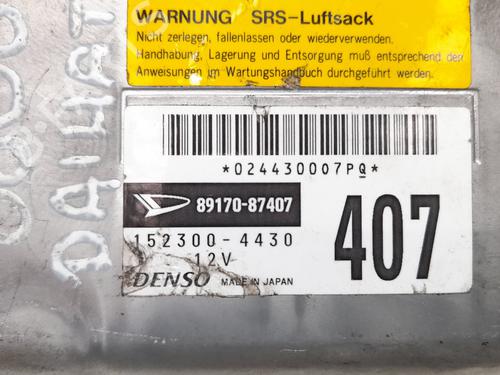 WARNUNG SRS-Luftsack
Nicht zerlegen, fallenlassen oder wiederverwenden.
Handhabung, Lagerung und Entsorgung muß entsprechend den
Anweisungen im Wartungshandbuch durchgeführt werden.
*024430007PQ*
89170-87407
152300-4430
12V
407
DENSO MADE IN JAPAN